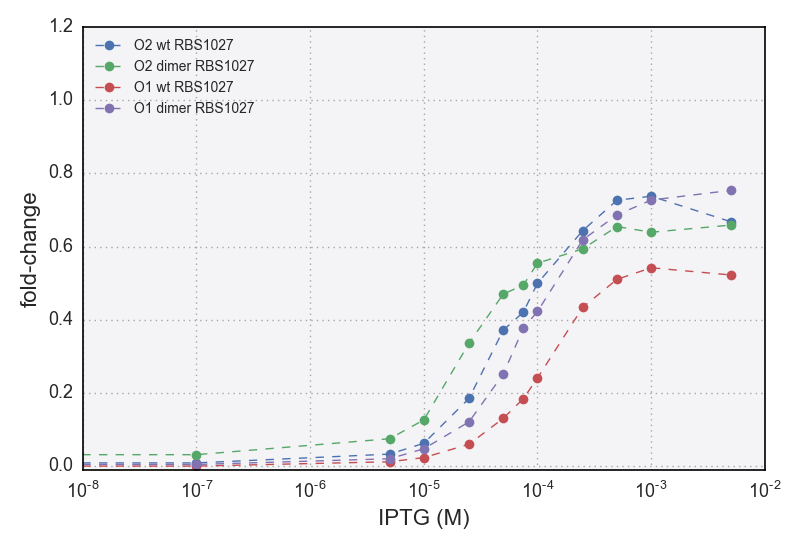 1.2
O2 wt RBS1027
O2 dimer RBS1027
O1 wt RBS1027
O1 dimer RBS1027
1.0
0.8
0.6
0.4
0.2
0.0
fold-change
10⁻⁸ 10⁻⁷ 10⁻⁶ 10⁻⁵ 10⁻⁴ 10⁻³ 10⁻²
IPTG (M)